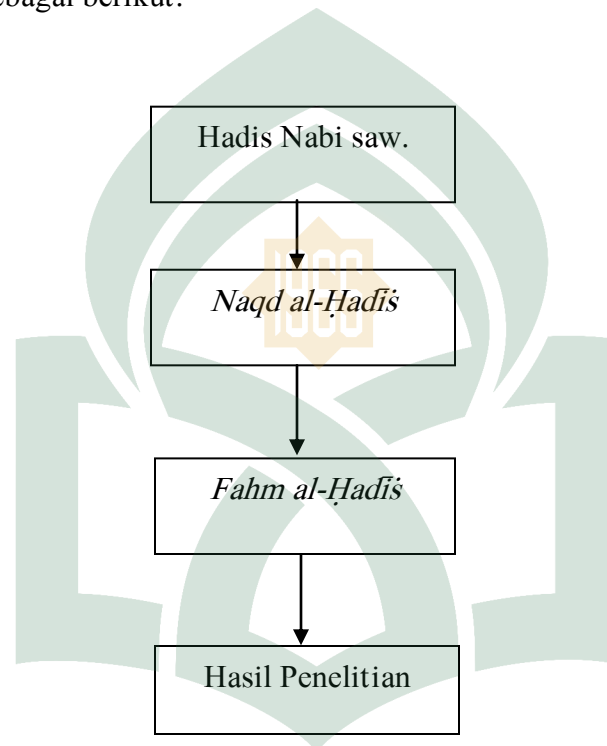 sebagai berikut:
Hadis Nabi saw.
Naqd al-Ḥadīṡ
Fahm al-Ḥadīṡ
Hasil Penelitian